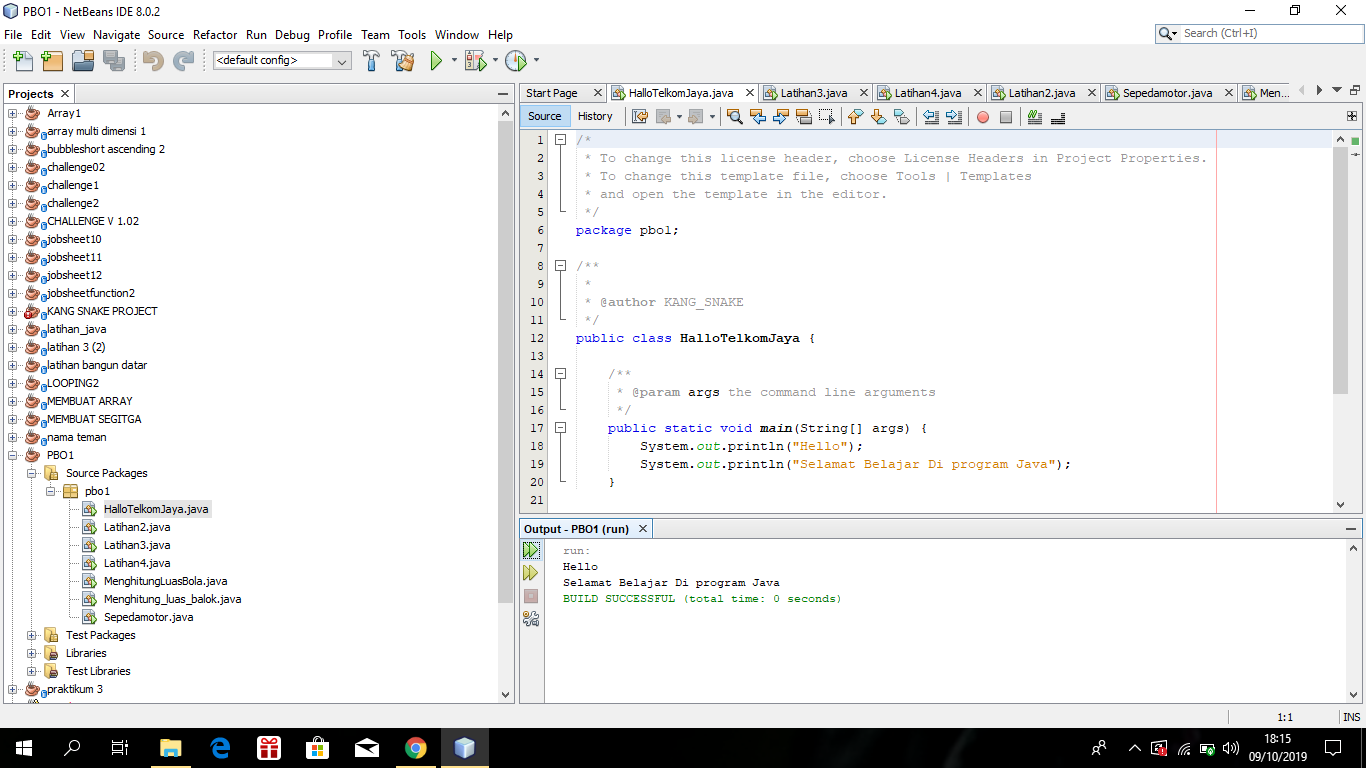 PBO1 - NetBeans IDE 8.0.2
File Edit View Navigate Source Refactor Run Debug Profile Team Tools Window Help
Search (Ctrl+I)
<default config>
Projects
Array1
array multi dimensi 1
bubbleshort ascending 2
challenge02
challenge1
challenge2
CHALLENGE V 1.02
jobsheet10
jobsheet11
jobsheet12
jobsheetfunction2
KANG SNAKE PROJECT
latihan_java
latihan 3 (2)
latihan bangun datar
LOOPING2
MEMBUAT ARRAY
MEMBUAT SEGITGA
nama teman
PBO1
Source Packages
pbo1
HalloTelkomJaya.java
Latihan2.java
Latihan3.java
Latihan4.java
MenghitungLuasBola.java
Menghitung_luas_balok.java
Sepedamotor.java
Test Packages
Libraries
Test Libraries
praktikum 3
Start Page HalloTelkomJaya.java Latihan3.java Latihan4.java Latihan2.java Sepedamotor.java Men...
Source History
1 /*
2 * To change this license header, choose License Headers in Project Properties.
3 * To change this template file, choose Tools | Templates
4 * and open the template in the editor.
5 */
6 package pbo1;
7
8 /**
9 *
10 * @author KANG_SNAKE
11 */
12 public class HalloTelkomJaya {
13
14 /**
15 * @param args the command line arguments
16 */
17 public static void main(String[] args) {
18 System.out.println("Hello");
19 System.out.println("Selamat Belajar Di program Java");
20 }
21
Output - PBO1 (run)
run:
Hello
Selamat Belajar Di program Java
BUILD SUCCESSFUL (total time: 0 seconds)
1:1 INS
18:15
09/10/2019